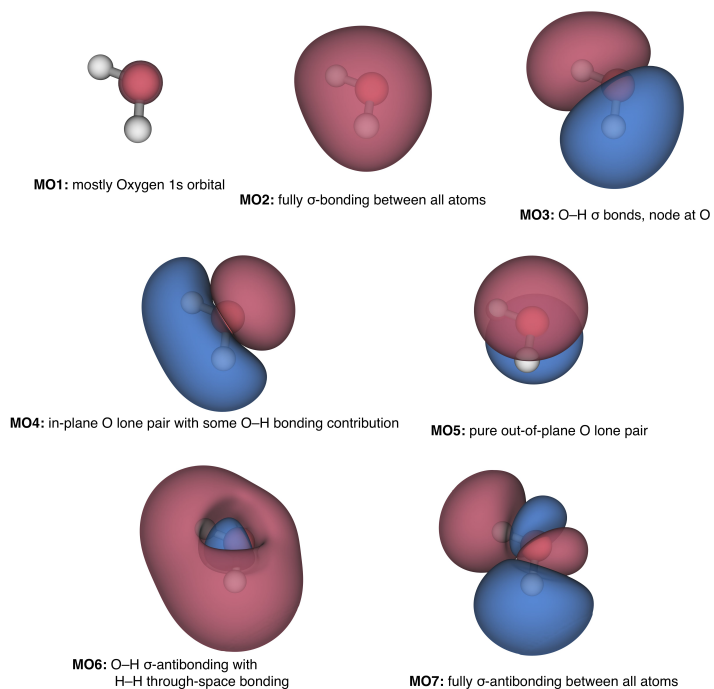 MO1: mostly Oxygen 1s orbital
MO2: fully σ-bonding between all atoms
MO3: O–H σ bonds, node at O
MO4: in-plane O lone pair with some O–H bonding contribution
MO5: pure out-of-plane O lone pair
MO6: O–H σ-antibonding with
H–H through-space bonding
MO7: fully σ-antibonding between all atoms